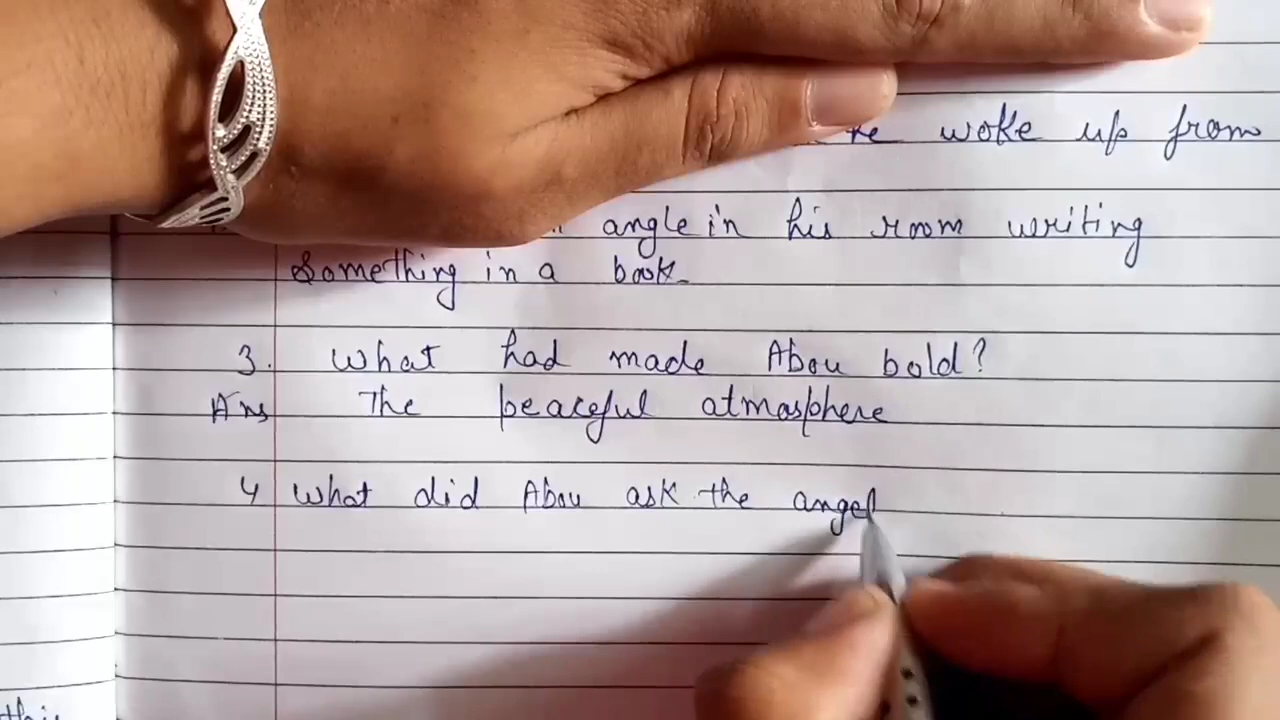 woke up from
angle in his room writing
something in a book.
3. What had made Abou bold?
Ans The peaceful atmosphere
4 What did Abou ask the angel